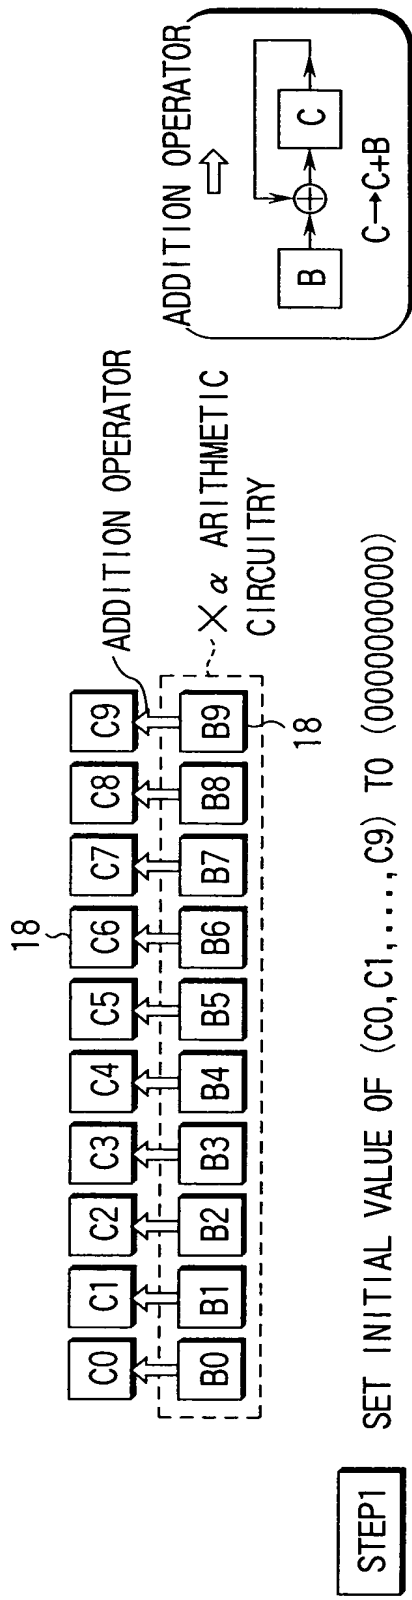 18
C0 C1 C2 C3 C4 C5 C6 C7 C8 C9
ADDITION OPERATOR
B0 B1 B2 B3 B4 B5 B6 B7 B8 B9
18
× α ARITHMETIC
CIRCUITRY
ADDITION OPERATOR
B
C
C→C+B
STEP1
SET INITIAL VALUE OF (C0,C1,...,C9) TO (0000000000)